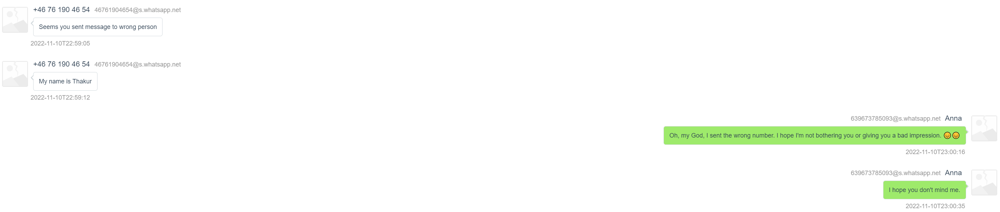 +46 76 190 46 54 46761904654@s.whatsapp.net
Seems you sent message to wrong person
2022-11-10T22:59:05
+46 76 190 46 54 46761904654@s.whatsapp.net
My name is Thakur
2022-11-10T22:59:12
639673785093@s.whatsapp.net Anna
Oh, my God, I sent the wrong number. I hope I'm not bothering you or giving you a bad impression. 😞😞
2022-11-10T23:00:16
639673785093@s.whatsapp.net Anna
I hope you don't mind me.
2022-11-10T23:00:35